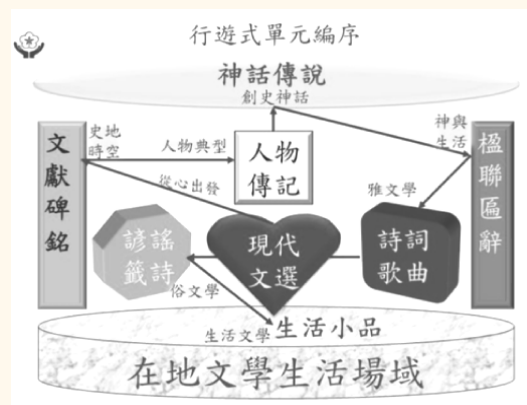 行遊式單元編序
神話傳說
創史神話
文獻碑銘
史地
時空
人物典型
人物
傳記
神與
生活
楹聯匾辭
從心出發
雅文學
諺謠
籤詩
現代
文選
詩詞
歌曲
俗文學
生活文學
生活小品
在地文學生活場域